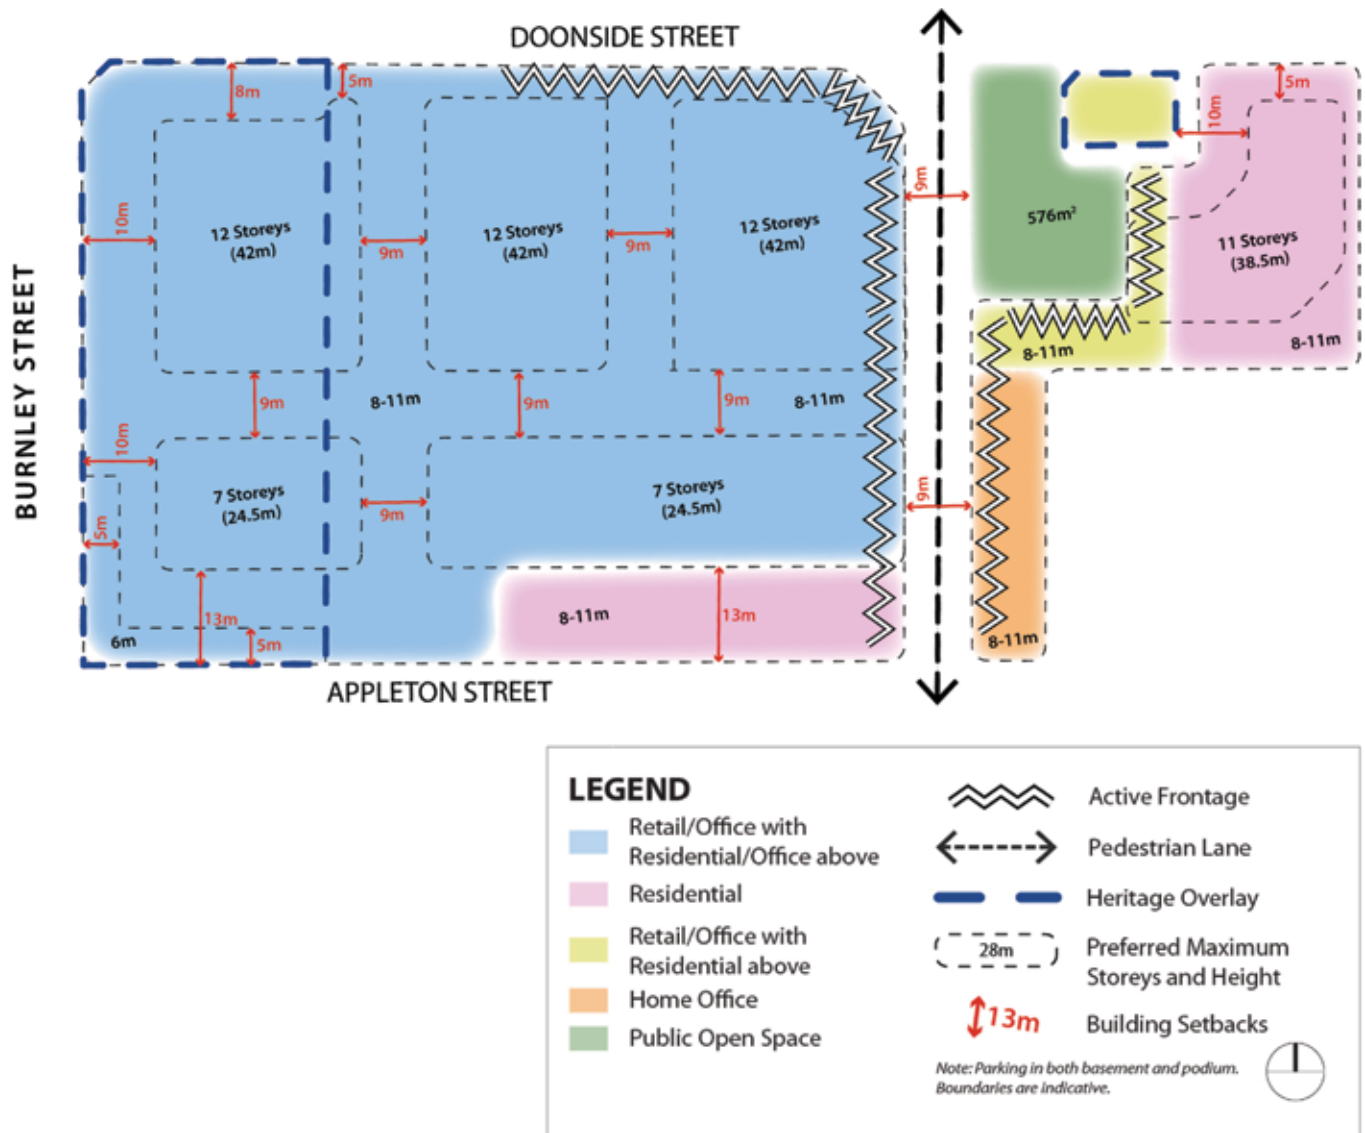 DOONSIDE STREET
8m
5m
5m
10m
9m
576m²
10m
12 Storeys
(42m)
12 Storeys
(42m)
12 Storeys
(42m)
11 Storeys
(38.5m)
9m
9m
BURNLEY STREET
8-11m
8-11m
9m
8-11m
9m
9m
8-11m
10m
7 Storeys
(24.5m)
7 Storeys
(24.5m)
9m
9m
5m
13m
8-11m
13m
6m
5m
8-11m
APPLETON STREET
LEGEND
Retail/Office with
Residential/Office above
Residential
Retail/Office with
Residential above
Home Office
Public Open Space
Active Frontage
Pedestrian Lane
Heritage Overlay
28m
Preferred Maximum
Storeys and Height
13m
Building Setbacks
Note: Parking in both basement and podium.
Boundaries are indicative.